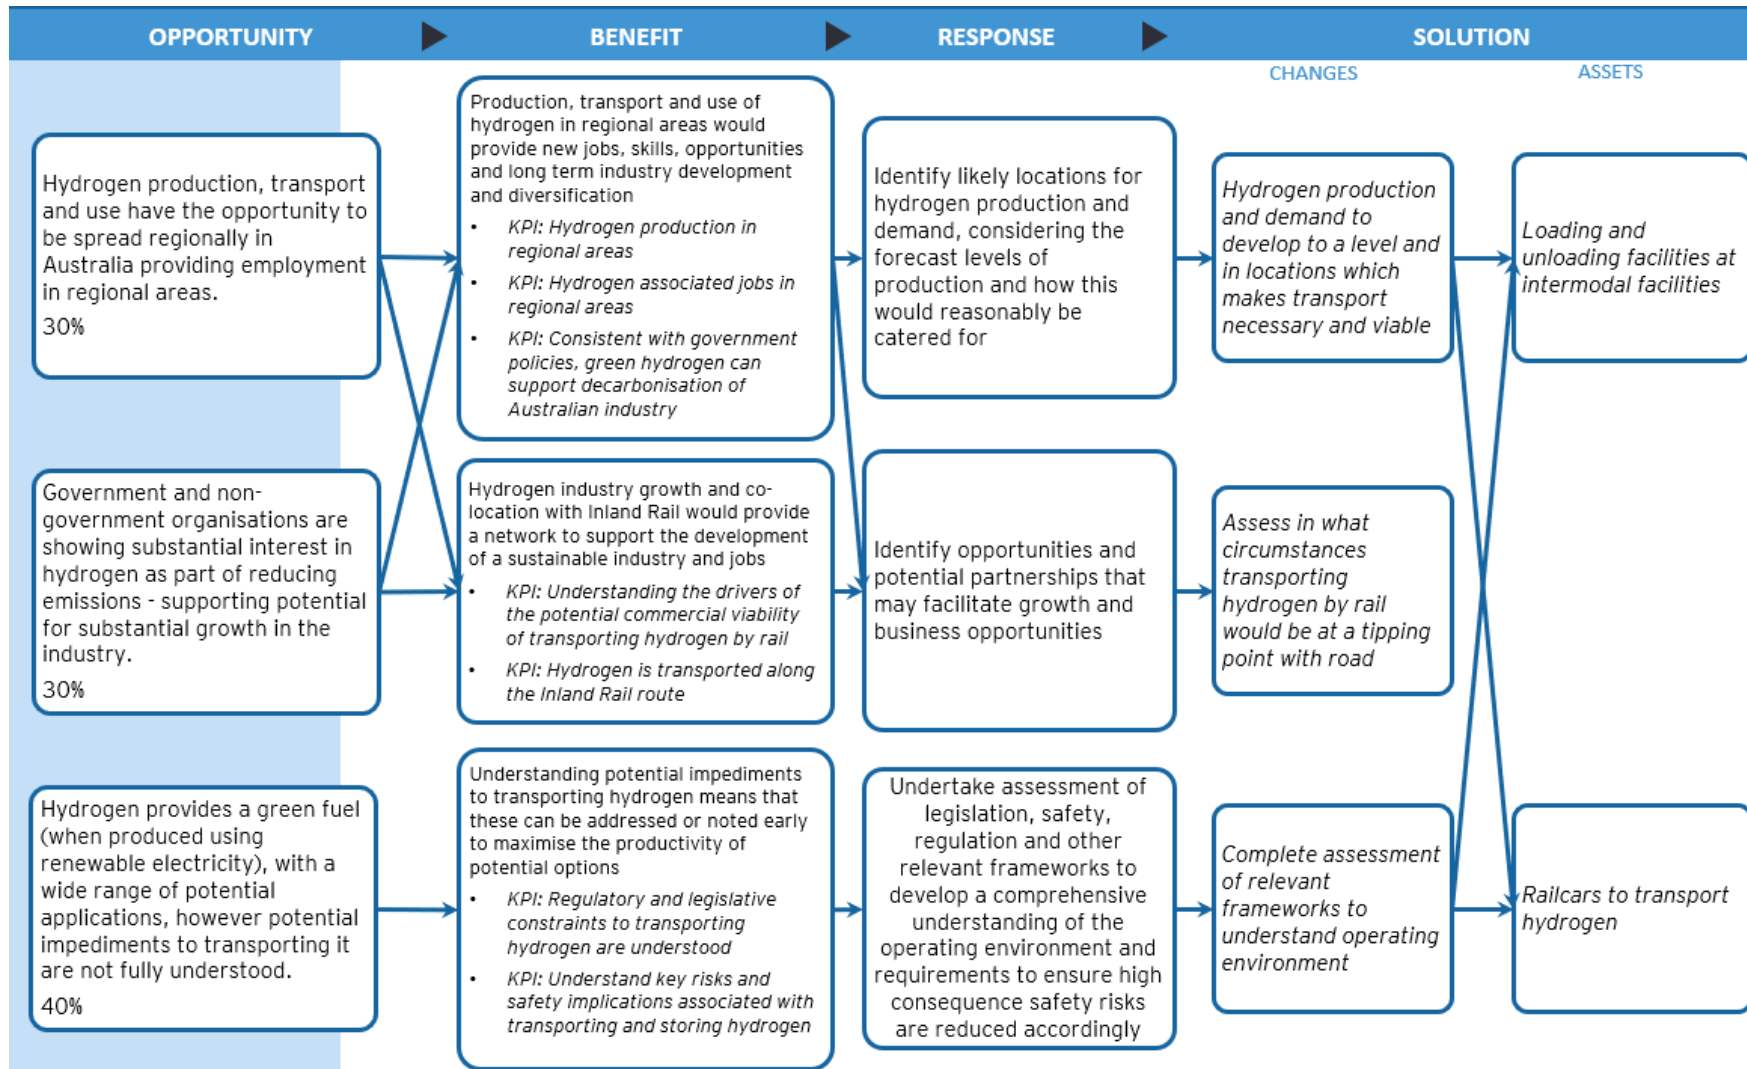 OPPORTUNITY
BENEFIT
RESPONSE
SOLUTION
CHANGES
ASSETS
Hydrogen production, transport
and use have the opportunity to
be spread regionally in
Australia providing employment
in regional areas.
30%
Government and non-
government organisations are
showing substantial interest in
hydrogen as part of reducing
emissions - supporting potential
for substantial growth in the
industry.
30%
Hydrogen provides a green fuel
(when produced using
renewable electricity), with a
wide range of potential
applications, however potential
impediments to transporting it
are not fully understood.
40%
Production, transport and use of
hydrogen in regional areas would
provide new jobs, skills, opportunities
and long term industry development
and diversification
• KPI: Hydrogen production in
regional areas
• KPI: Hydrogen associated jobs in
regional areas
• KPI: Consistent with government
policies, green hydrogen can
support decarbonisation of
Australian industry
Hydrogen industry growth and co-
location with Inland Rail would provide
a network to support the development
of a sustainable industry and jobs
• KPI: Understanding the drivers of
the potential commercial viability
of transporting hydrogen by rail
• KPI: Hydrogen is transported along
the Inland Rail route
Understanding potential impediments
to transporting hydrogen means that
these can be addressed or noted early
to maximise the productivity of
potential options
• KPI: Regulatory and legislative
constraints to transporting
hydrogen are understood
• KPI: Understand key risks and
safety implications associated with
transporting and storing hydrogen
Identify likely locations for
hydrogen production and
demand, considering the
forecast levels of
production and how this
would reasonably be
catered for
Identify opportunities and
potential partnerships that
may facilitate growth and
business opportunities
Undertake assessment of
legislation, safety,
regulation and other
relevant frameworks to
develop a comprehensive
understanding of the
operating environment and
requirements to ensure high
consequence safety risks
are reduced accordingly
Hydrogen production
and demand to
develop to a level and
in locations which
makes transport
necessary and viable
Assess in what
circumstances
transporting
hydrogen by rail
would be at a tipping
point with road
Complete assessment
of relevant
frameworks to
understand operating
environment
Loading and
unloading facilities at
intermodal facilities
Railcars to transport
hydrogen